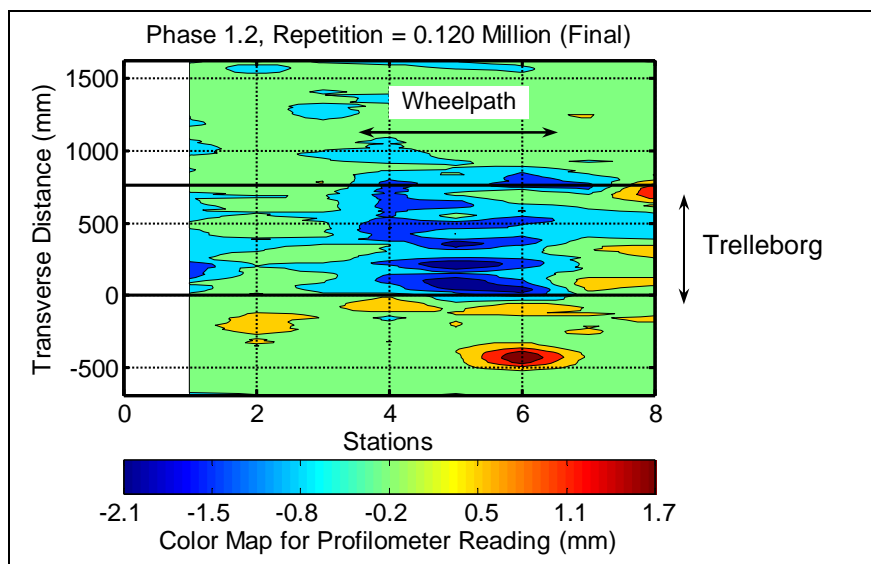 Phase 1.2, Repetition = 0.120 Million (Final)
1500
Wheelpath
1000
500
Trelleborg
0
-500
Transverse Distance (mm)
0 2 4 6 8
Stations
-2.1 -1.5 -0.8 -0.2 0.5 1.1 1.7
Color Map for Profilometer Reading (mm)